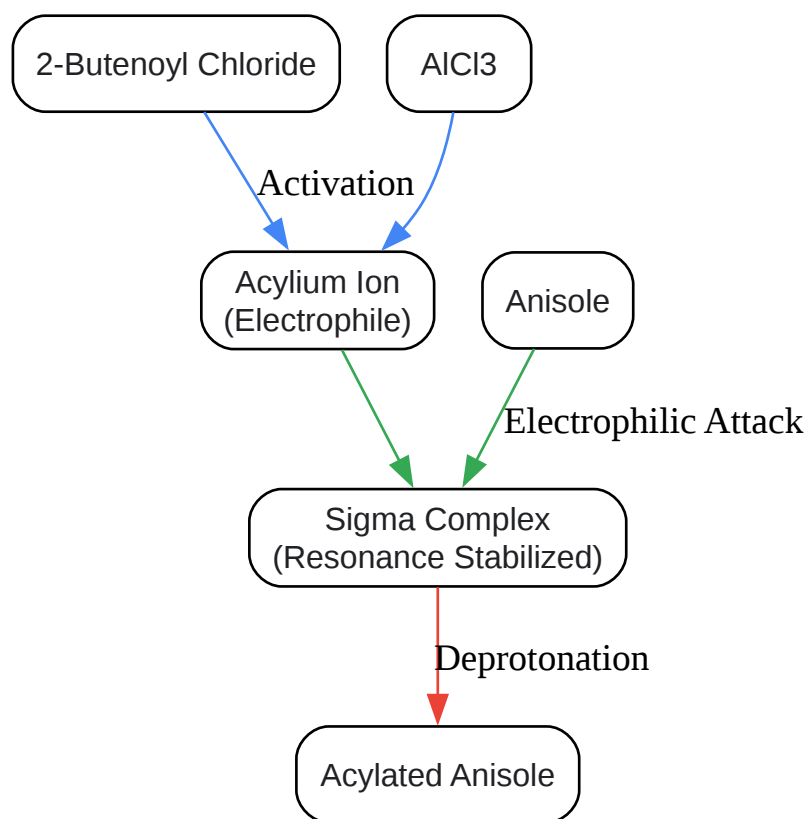 2-Butenoyl Chloride
AlCl3
Activation
Acylium Ion
(Electrophile)
Anisole
Electrophilic Attack
Sigma Complex
(Resonance Stabilized)
Deprotonation
Acylated Anisole